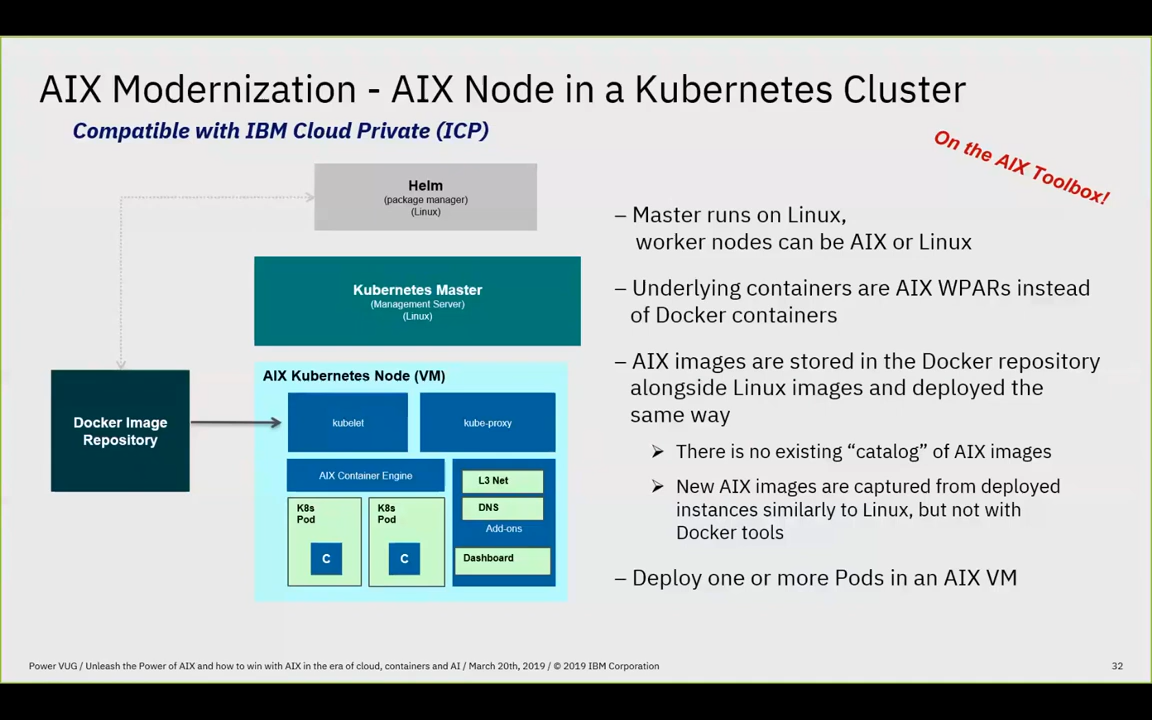 AIX Modernization - AIX Node in a Kubernetes Cluster
Compatible with IBM Cloud Private (ICP)
On the AIX Toolbox!
Helm
(package manager)
(Linux)
Kubernetes Master
(Management Server)
(Linux)
Docker Image
Repository
AIX Kubernetes Node (VM)
kubelet
kube-proxy
AIX Container Engine
K8s
Pod
C
K8s
Pod
C
L3 Net
DNS
Add-ons
Dashboard
– Master runs on Linux,
worker nodes can be AIX or Linux
– Underlying containers are AIX WPARs instead
of Docker containers
– AIX images are stored in the Docker repository
alongside Linux images and deployed the
same way
➢ There is no existing “catalog” of AIX images
➢ New AIX images are captured from deployed
instances similarly to Linux, but not with
Docker tools
– Deploy one or more Pods in an AIX VM
Power VUG / Unleash the Power of AIX and how to win with AIX in the era of cloud, containers and AI / March 20th, 2019 / © 2019 IBM Corporation
32